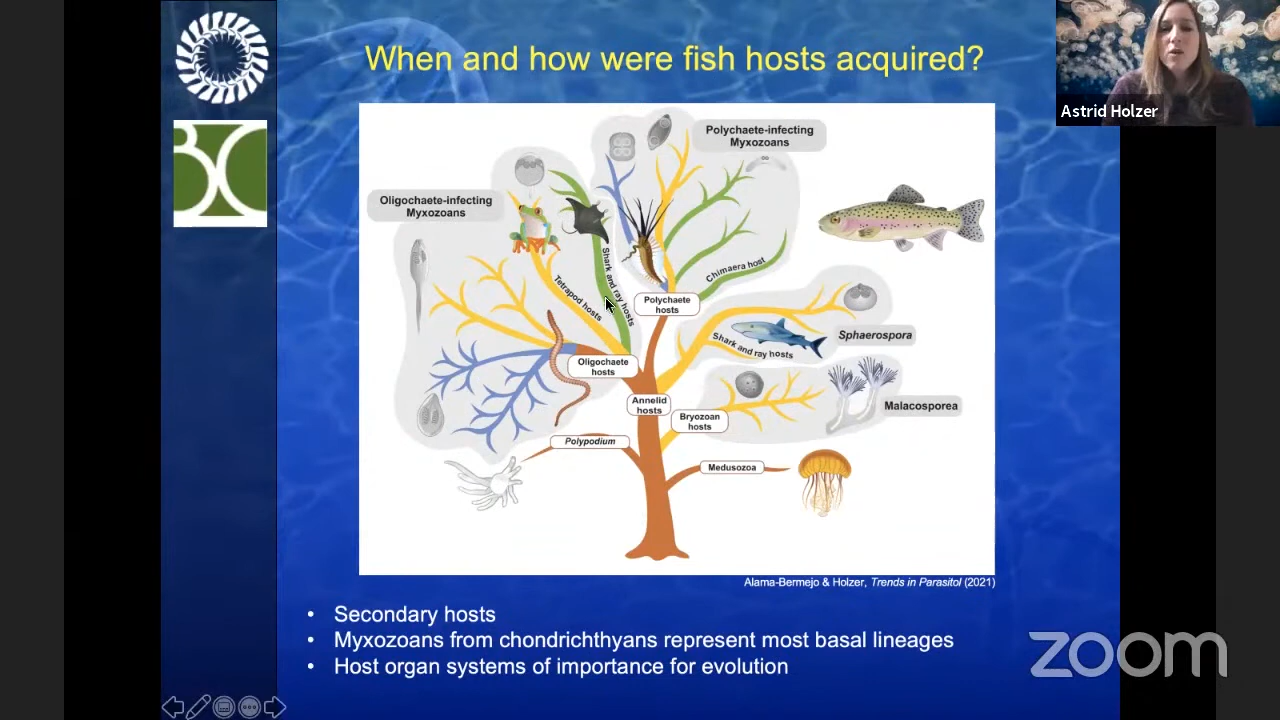 When and how were fish hosts acquired?
Astrid Holzer
Polychaete-infecting
Myxozoans
Oligochaete-infecting
Myxozoans
Shark and ray hosts
Tetrapod hosts
Chimaera host
Polychaete
hosts
Sphaerospora
Shark and ray hosts
Oligochaete
hosts
Annelid
hosts
Malacosporea
Bryozoan
hosts
Polypodium
Medusozoa
Alama-Bermejo & Holzer, Trends in Parasitol (2021)
• Secondary hosts
• Myxozoans from chondrichthyans represent most basal lineages
• Host organ systems of importance for evolution
zoom
BC